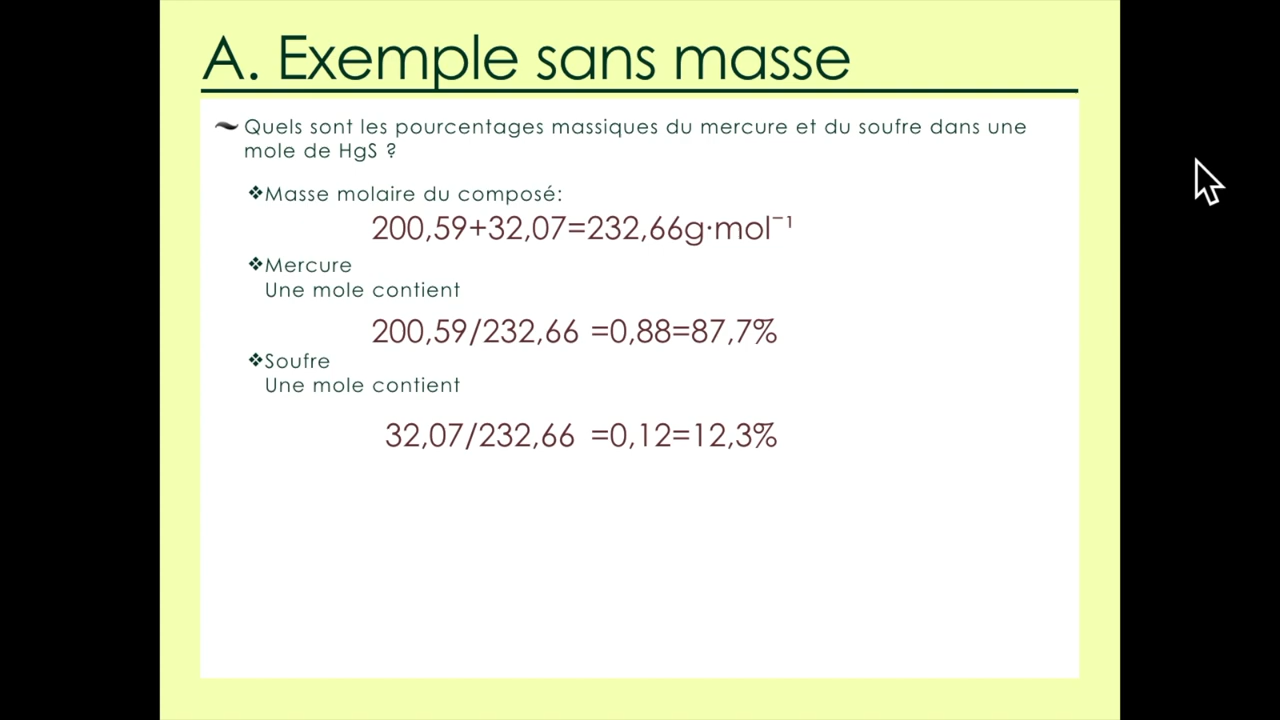 A. Exemple sans masse
Quels sont les pourcentages massiques du mercure et du soufre dans une
mole de HgS ?
❖Masse molaire du composé:
200,59+32,07=232,66g·mol⁻¹
❖Mercure
Une mole contient
200,59/232,66 =0,88=87,7%
❖Soufre
Une mole contient
32,07/232,66 =0,12=12,3%